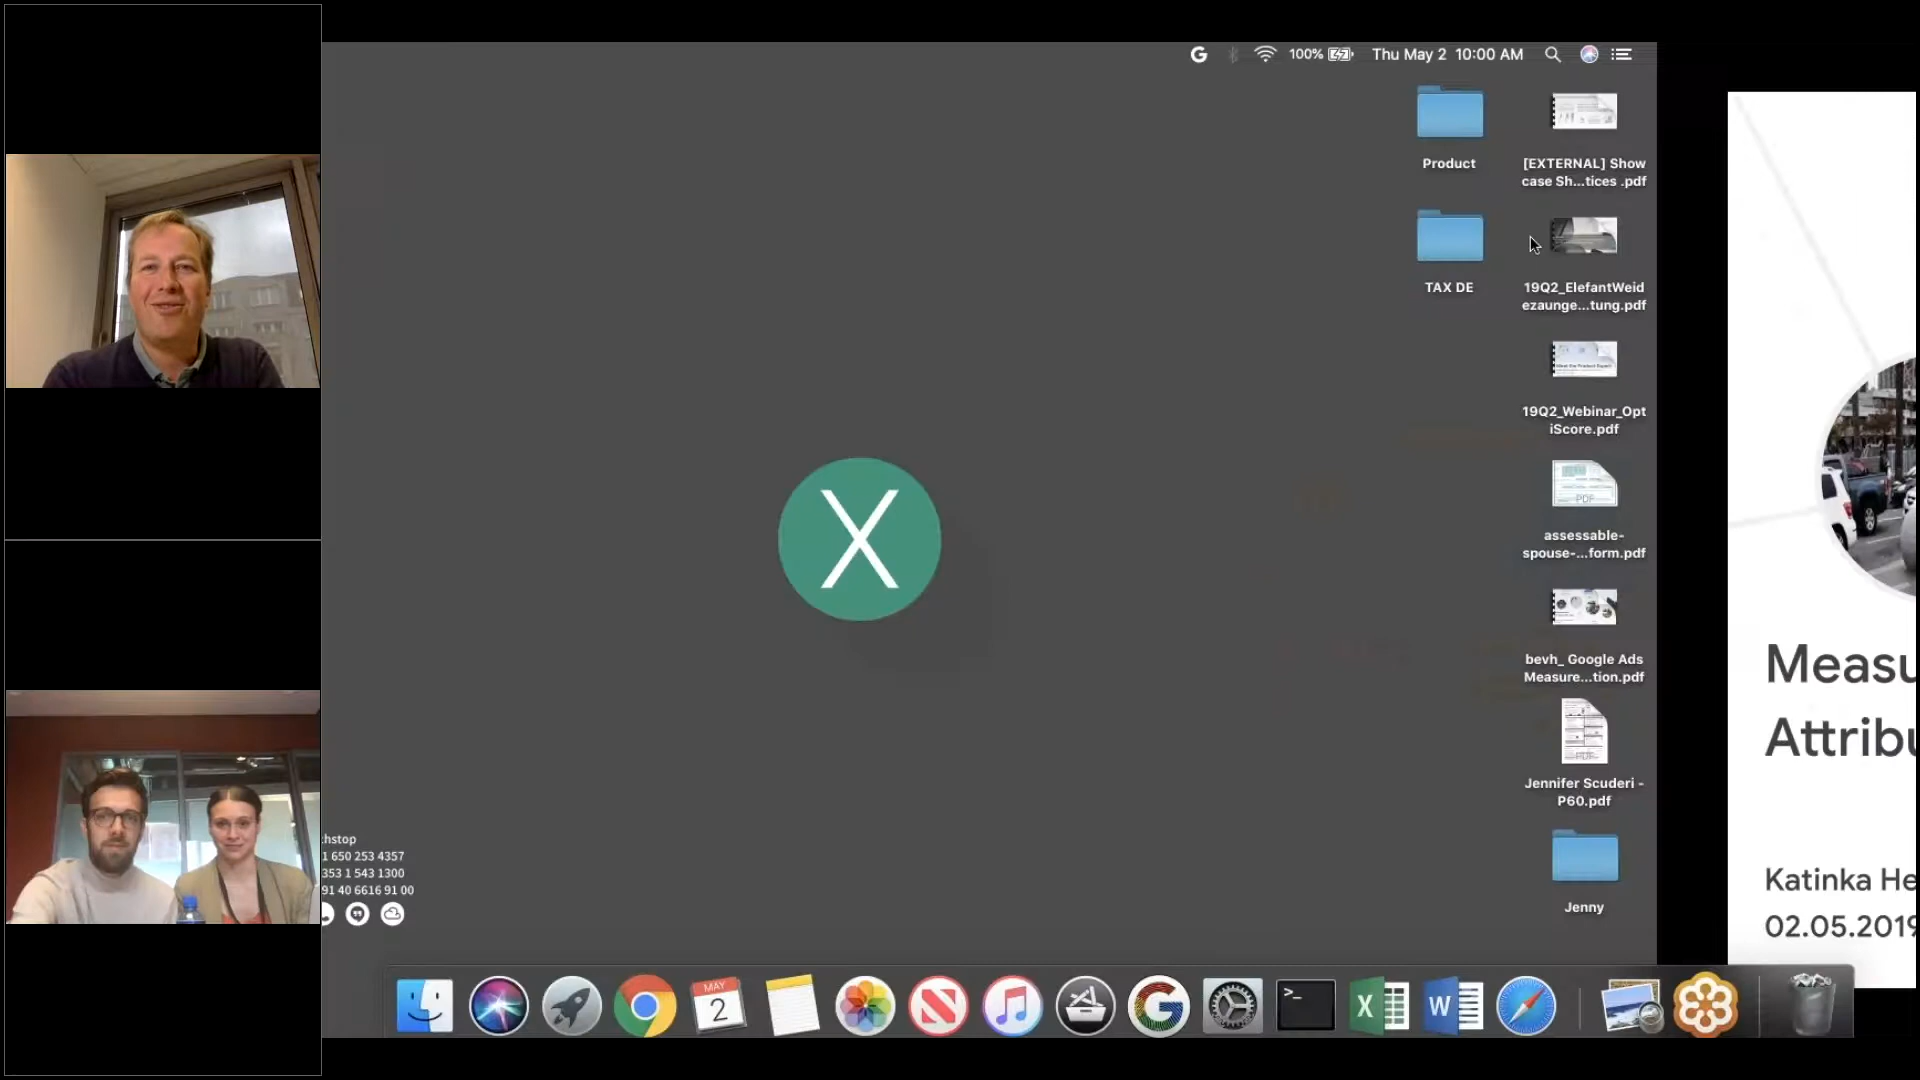 100%
Thu May 2 10:00 AM
Product
[EXTERNAL] Show
case Sh...tices .pdf
TAX DE
19Q2_ElefantWeid
ezaunge...tung.pdf
19Q2_Webinar_Opt
iScore.pdf
PDF
assessable-
spouse-...form.pdf
bevh_ Google Ads
Measure...tion.pdf
PDF
Jennifer Scuderi -
P60.pdf
Jenny
X
chstop
1 650 253 4357
353 1 543 1300
91 40 6616 91 00
Measu
Attribu
Katinka He
02.05.2019
MAY
2